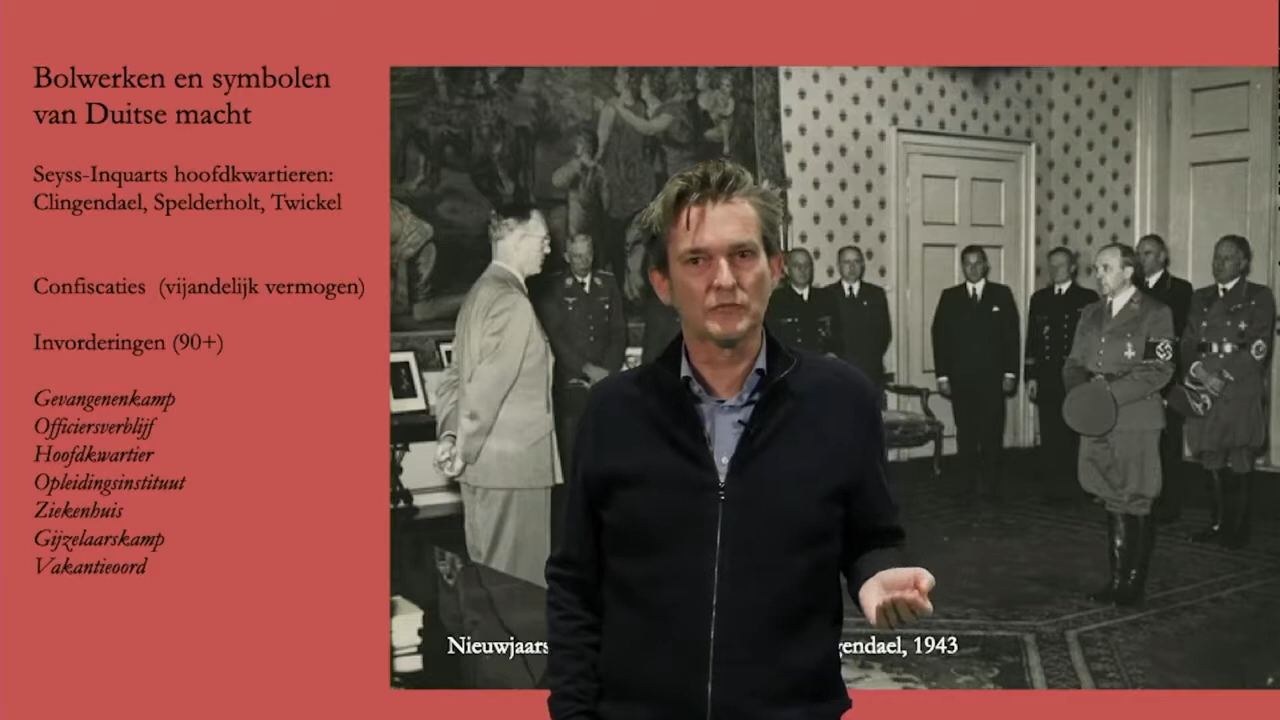 Bolwerken en symbolen
van Duitse macht
Seyss-Inquarts hoofdkwartieren:
Clingendael, Spelderholt, Twickel
Confiscaties (vijandelijk vermogen)
Invorderingen (90+)
Gevangenenkamp
Officiersverblijf
Hoofdkwartier
Opleidingsinstituut
Ziekenhuis
Gijzelaarskamp
Vakantieoord
Nieuwjaars endael, 1943